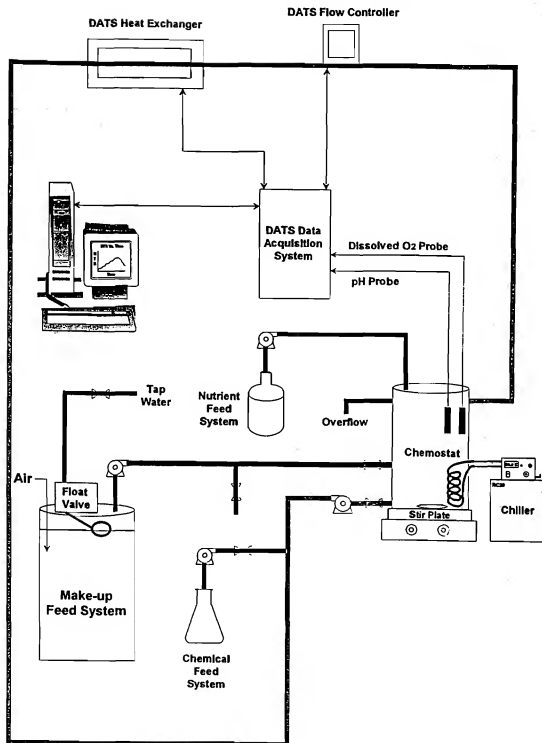 DATS Flow Controller
DATS Heat Exchanger
DATS Data
Acquisition
System
Dissolved O2 Probe
pH Probe
Tap
Water
Nutrient
Feed
System
Overflow
Chemostat
Air
Float
Valve
RC20
Chiller
Stir Plate
Make-up
Feed System
Chemical
Feed
System